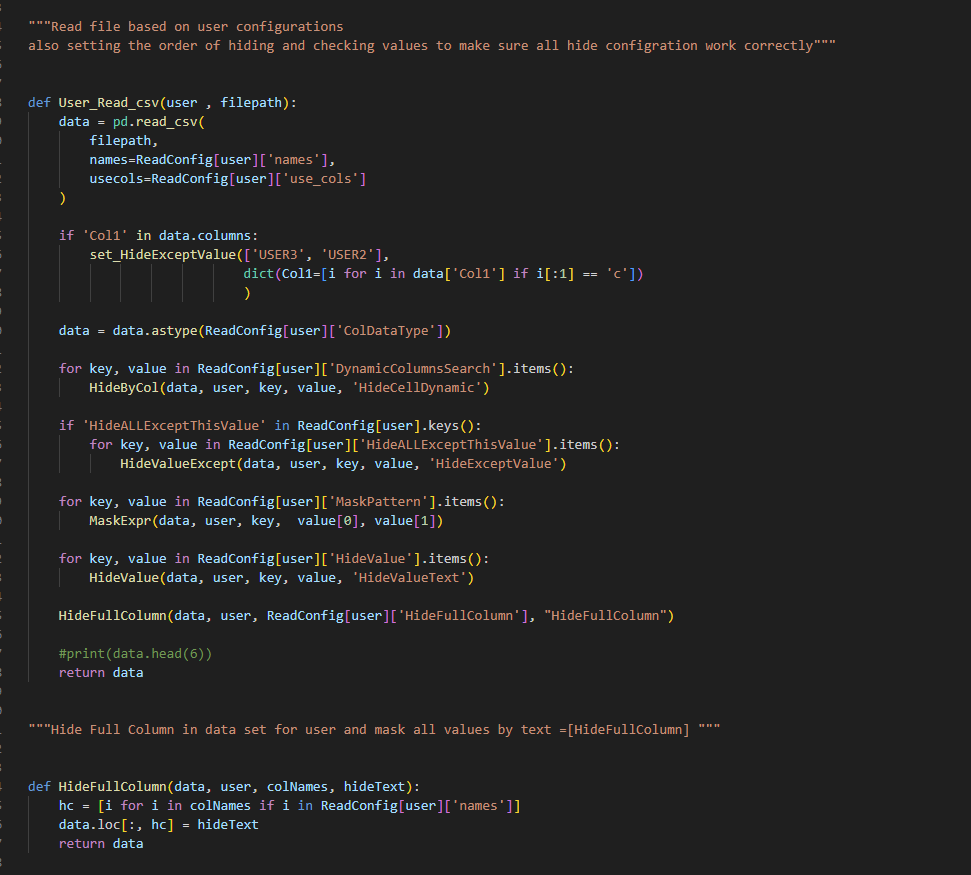 """Read file based on user configurations
also setting the order of hiding and checking values to make sure all hide configration work correctly"""
def User_Read_csv(user , filepath):
    data = pd.read_csv(
        filepath,
        names=ReadConfig[user]['names'],
        usecols=ReadConfig[user]['use_cols']
    )
    if 'Col1' in data.columns:
        set_HideExceptValue(['USER3', 'USER2'],
                            dict(Col1=[i for i in data['Col1'] if i[:1] == 'c'])
                            )
    data = data.astype(ReadConfig[user]['ColDataType'])
    for key, value in ReadConfig[user]['DynamicColumnsSearch'].items():
        HideByCol(data, user, key, value, 'HideCellDynamic')
    if 'HideALLExceptThisValue' in ReadConfig[user].keys():
        for key, value in ReadConfig[user]['HideALLExceptThisValue'].items():
            HideValueExcept(data, user, key, value, 'HideExceptValue')
    for key, value in ReadConfig[user]['MaskPattern'].items():
        MaskExpr(data, user, key,  value[0], value[1])
    for key, value in ReadConfig[user]['HideValue'].items():
        HideValue(data, user, key, value, 'HideValueText')
    HideFullColumn(data, user, ReadConfig[user]['HideFullColumn'], "HideFullColumn")
    #print(data.head(6))
    return data
"""Hide Full Column in data set for user and mask all values by text =[HideFullColumn] """
def HideFullColumn(data, user, colNames, hideText):
    hc = [i for i in colNames if i in ReadConfig[user]['names']]
    data.loc[:, hc] = hideText
    return data